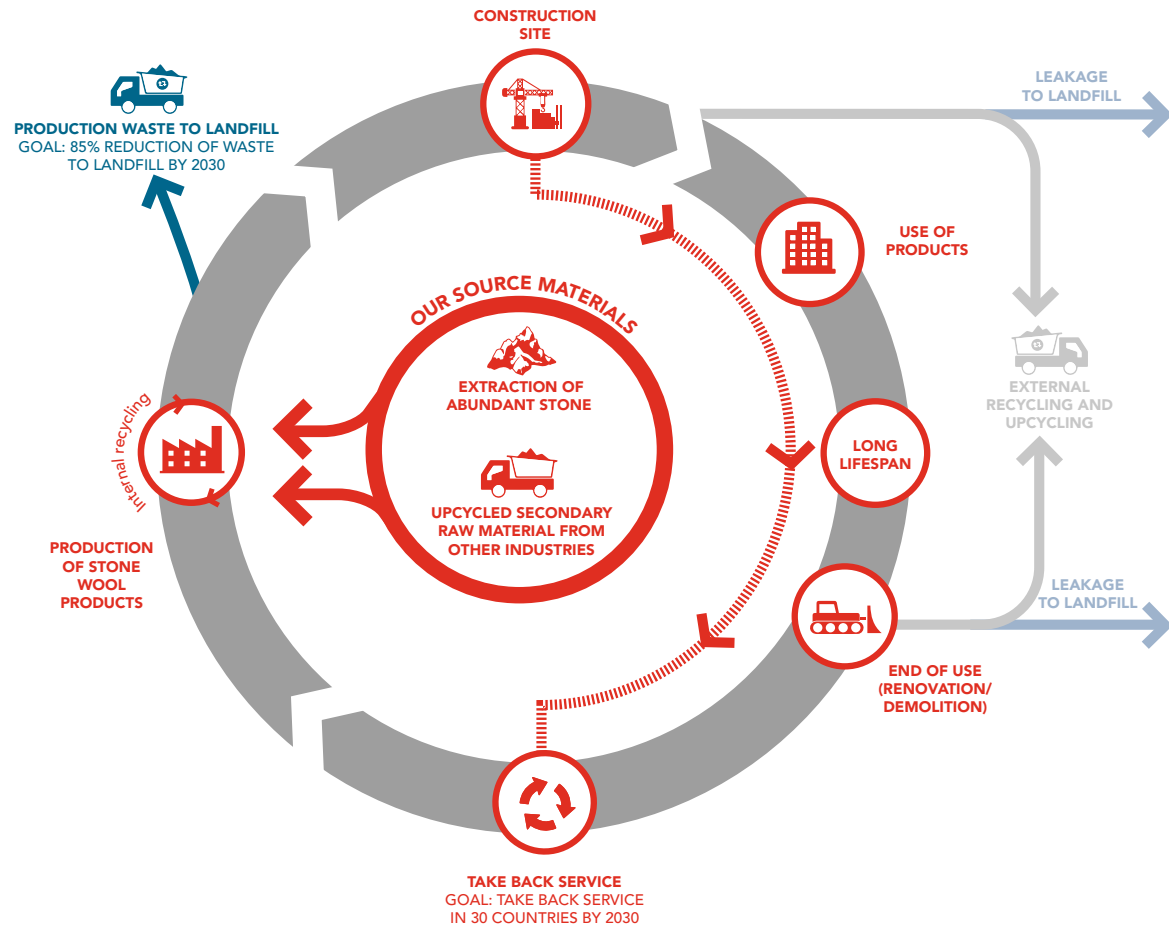 CONSTRUCTION
SITE
LEAKAGE
TO LANDFILL
PRODUCTION WASTE TO LANDFILL
GOAL: 85% REDUCTION OF WASTE
TO LANDFILL BY 2030
USE OF
PRODUCTS
OUR SOURCE MATERIALS
EXTRACTION OF
ABUNDANT STONE
EXTERNAL
RECYCLING AND
UPCYCLING
Internal recycling
LONG
LIFESPAN
UPCYCLED SECONDARY
RAW MATERIAL FROM
OTHER INDUSTRIES
PRODUCTION
OF STONE
WOOL
PRODUCTS
LEAKAGE
TO LANDFILL
END OF USE
(RENOVATION/
DEMOLITION)
TAKE BACK SERVICE
GOAL: TAKE BACK SERVICE
IN 30 COUNTRIES BY 2030